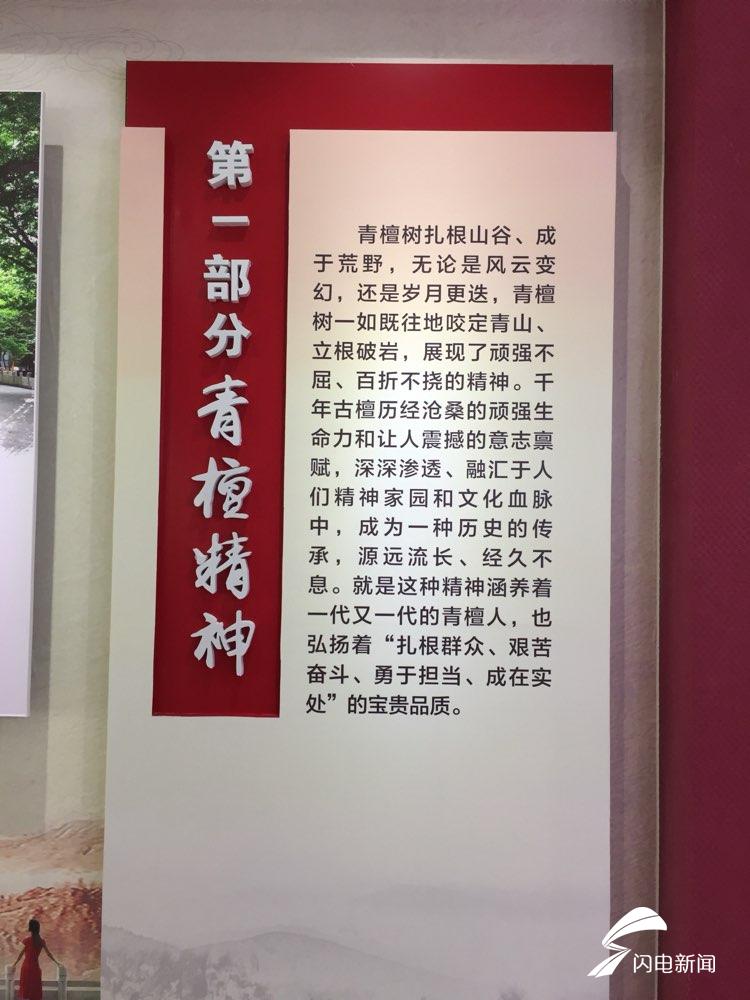 第一部分青檀精神
青檀树扎根山谷、成
于荒野，无论是风云变
幻，还是岁月更迭，青檀
树一如既往地咬定青山、
立根破岩，展现了顽强不
屈、百折不挠的精神。千
年古檀历经沧桑的顽强生
命力和让人震撼的意志禀
赋，深深渗透、融汇于人
们精神家园和文化血脉
中，成为一种历史的传
承，源远流长、经久不
息。就是这种精神涵养着
一代又一代的青檀人，也
弘扬着“扎根群众、艰苦
奋斗、勇于担当、成在实
处”的宝贵品质。
闪电新闻